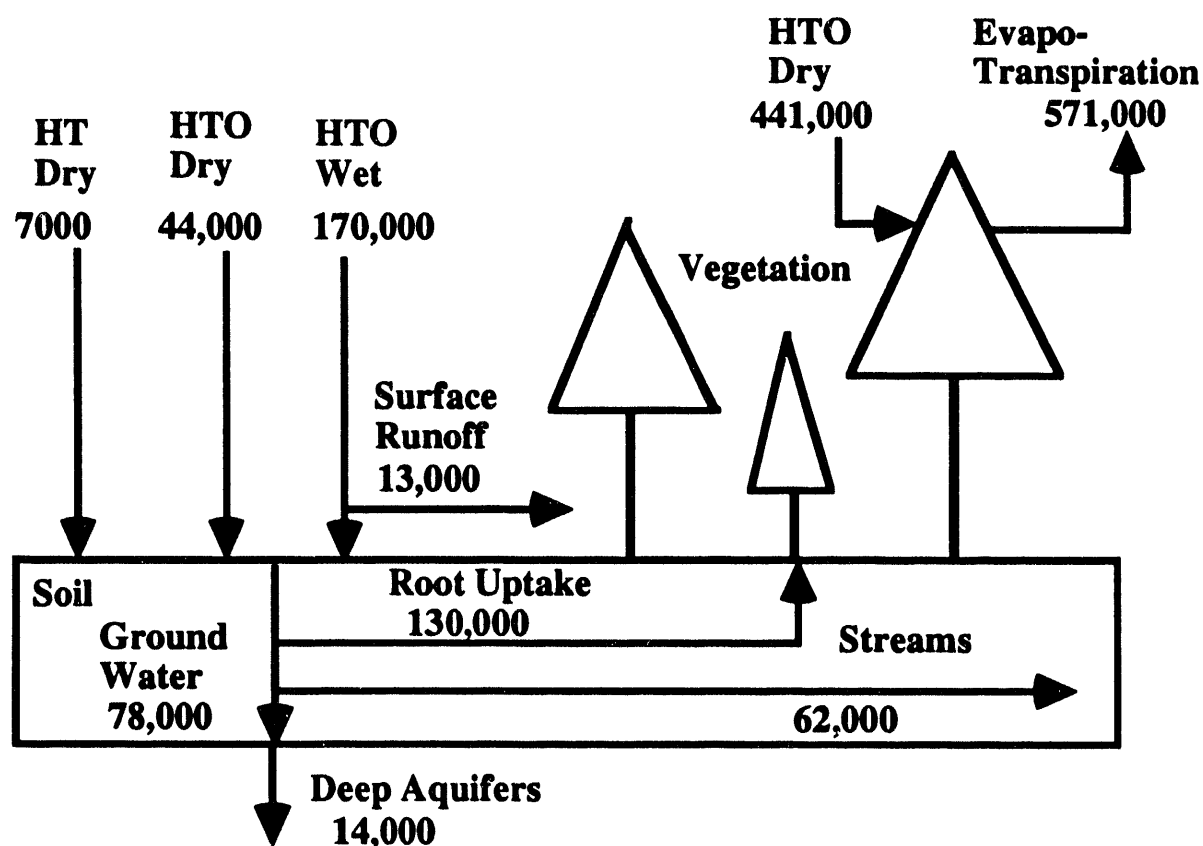 HT
Dry
7000
HTO
Dry
44,000
HTO
Wet
170,000
HTO
Dry
441,000
Evapo-
Transpiration
571,000
Vegetation
Surface
Runoff
13,000
Soil
Root Uptake
130,000
Ground
Water
78,000
Streams
62,000
Deep Aquifers
14,000